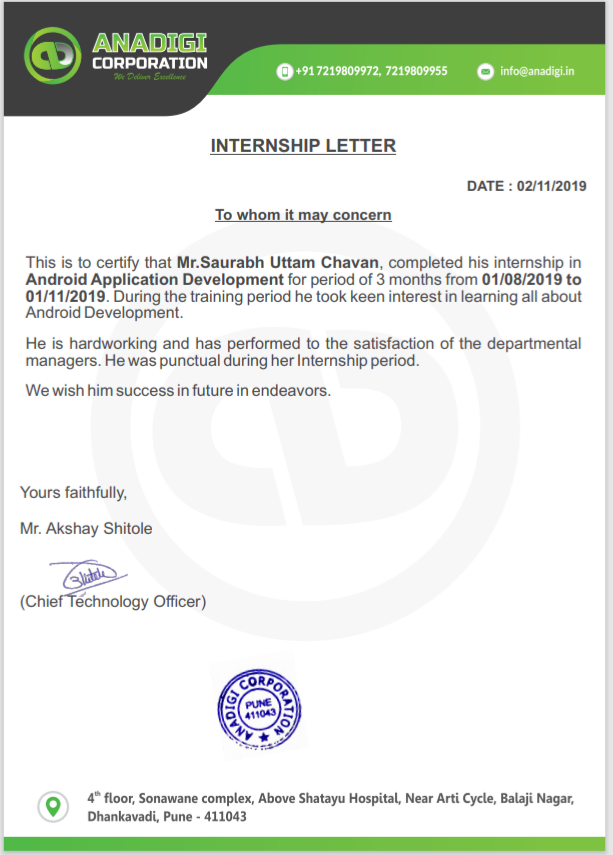 ANADIGI
CORPORATION
We Deliver Excellence
+91 7219809972, 7219809955
info@anadigi.in
INTERNSHIP LETTER
DATE : 02/11/2019
To whom it may concern
This is to certify that Mr.Saurabh Uttam Chavan, completed his internship in
Android Application Development for period of 3 months from 01/08/2019 to
01/11/2019. During the training period he took keen interest in learning all about
Android Development.
He is hardworking and has performed to the satisfaction of the departmental
managers. He was punctual during her Internship period.
We wish him success in future in endeavors.
Yours faithfully,
Mr. Akshay Shitole
Shitole
(Chief Technology Officer)
ANADIGI CORPORATION
PUNE
411043
4th floor, Sonawane complex, Above Shatayu Hospital, Near Arti Cycle, Balaji Nagar,
Dhankavadi, Pune - 411043